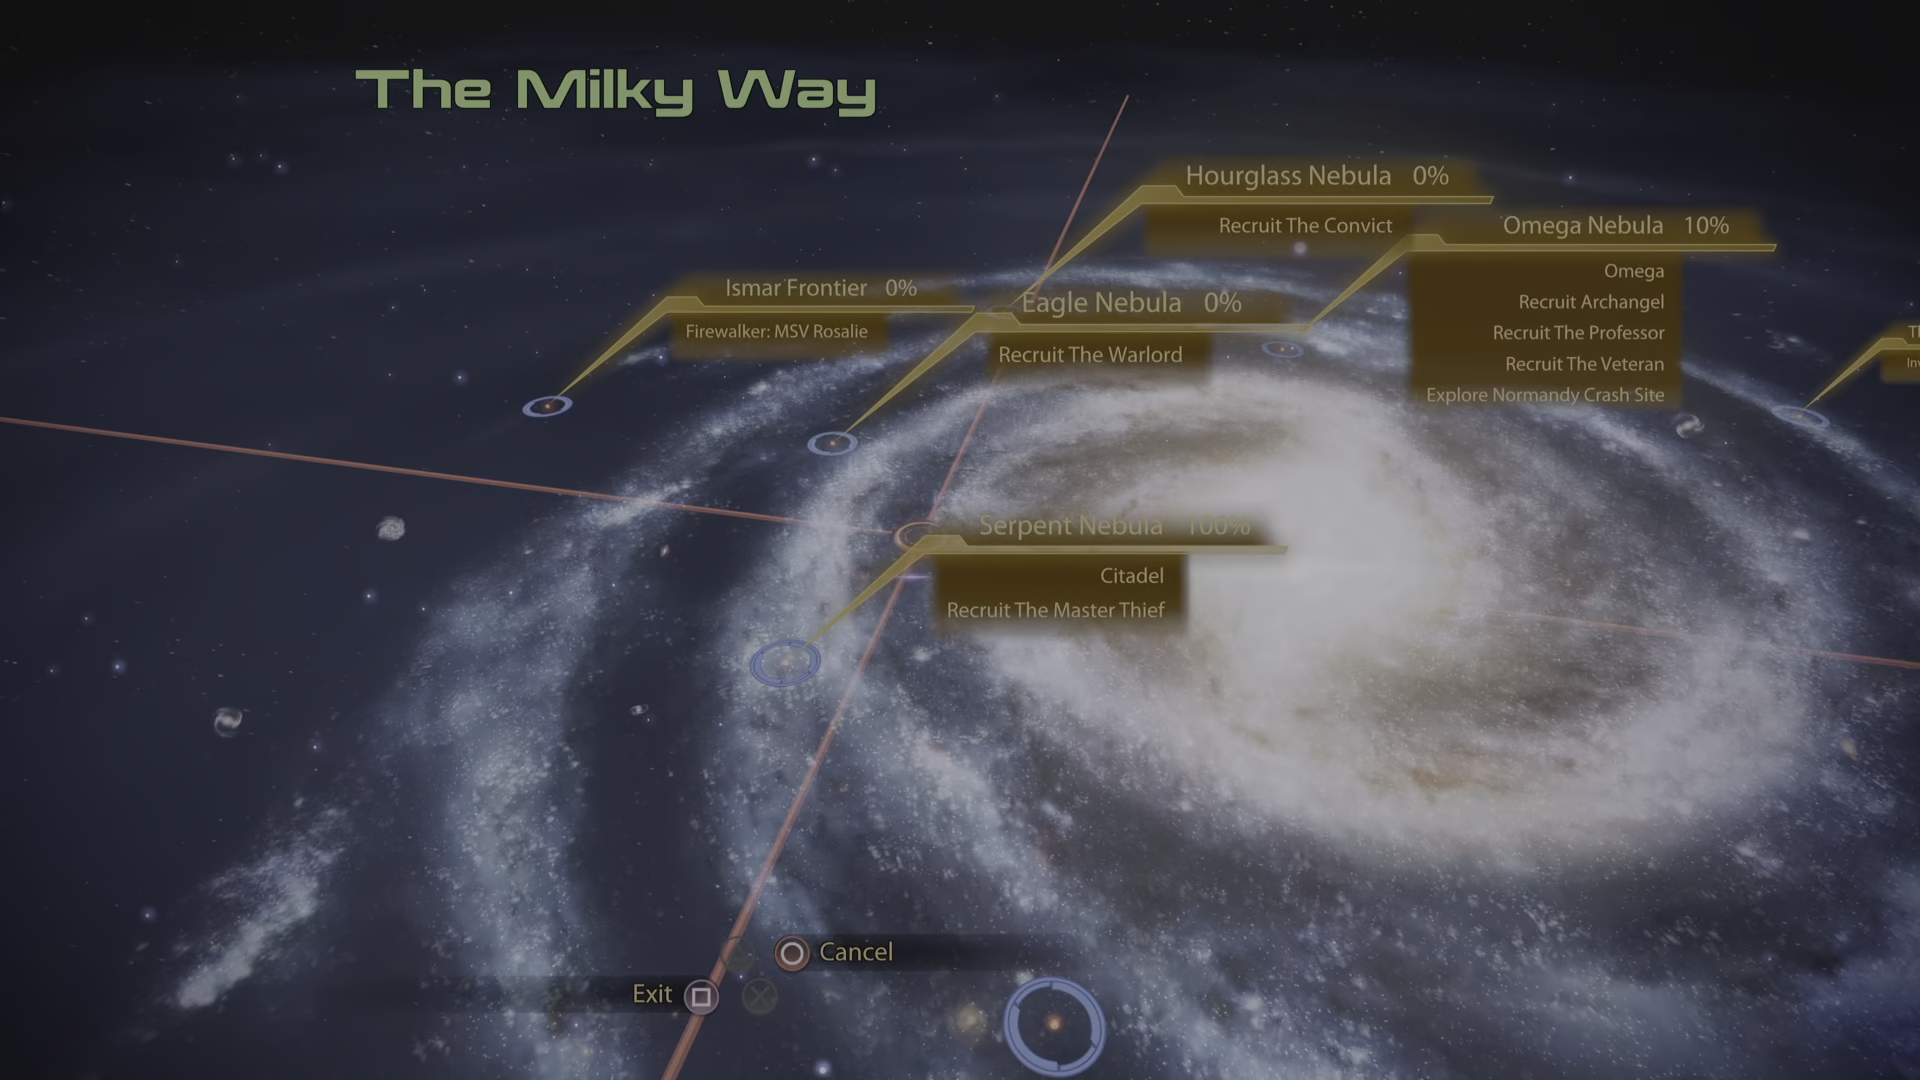 The Milky Way
Hourglass Nebula 0%
Recruit The Convict
Omega Nebula 10%
Omega
Recruit Archangel
Recruit The Professor
Recruit The Veteran
Explore Normandy Crash Site
Ismar Frontier 0%
Firewalker: MSV Rosalie
Eagle Nebula 0%
Recruit The Warlord
Serpent Nebula 100%
Citadel
Recruit The Master Thief
Cancel
Exit